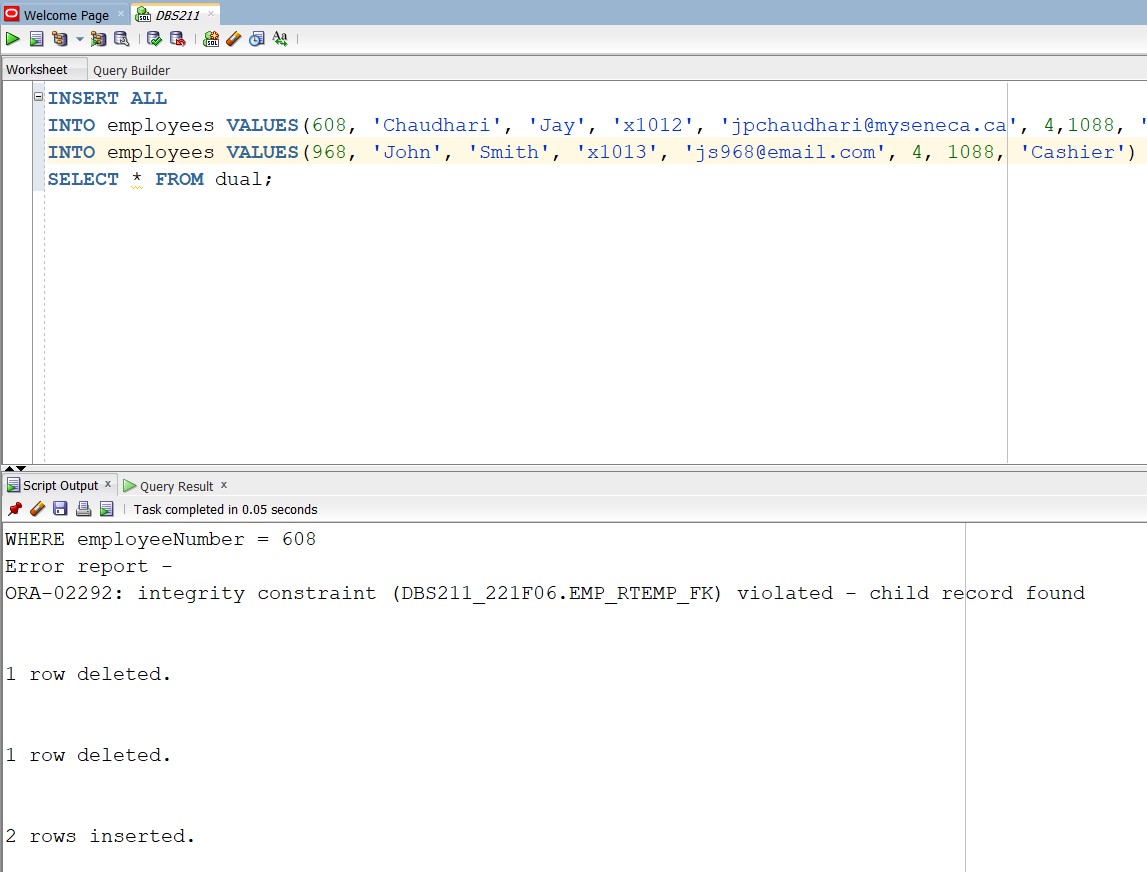 Welcome Page
DBS211
Worksheet
Query Builder
INSERT ALL
INTO employees VALUES(608, 'Chaudhari', 'Jay', 'x1012', 'jpchaudhari@myseneca.ca', 4,1088, '
INTO employees VALUES(968, 'John', 'Smith', 'x1013', 'js968@email.com', 4, 1088, 'Cashier')
SELECT * FROM dual;
Script Output x
Query Result x
Task completed in 0.05 seconds
WHERE employeeNumber = 608
Error report -
ORA-02292: integrity constraint (DBS211_221F06.EMP_RTEMP_FK) violated - child record found
1 row deleted.
1 row deleted.
2 rows inserted.